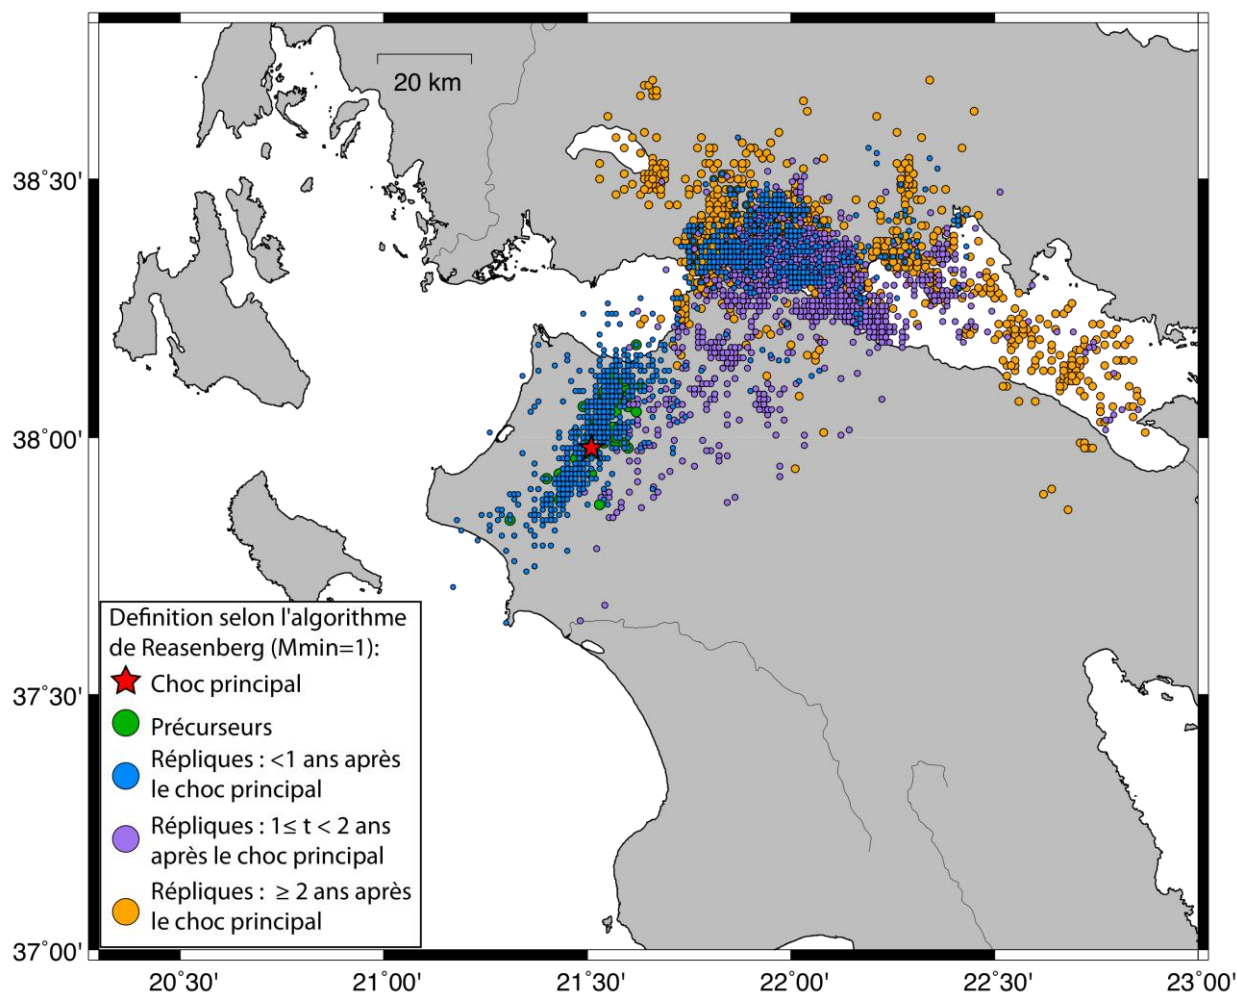 20 km
38°30'
38°00'
37°30'
37°00'
Definition selon l'algorithme
de Reasenberg (Mmin=1):
Choc principal
Précurseurs
Répliques : <1 ans après
le choc principal
Répliques : 1≤ t < 2 ans
après le choc principal
Répliques :  ≥ 2 ans après
le choc principal
20°30' 21°00' 21°30' 22°00' 22°30' 23°00'